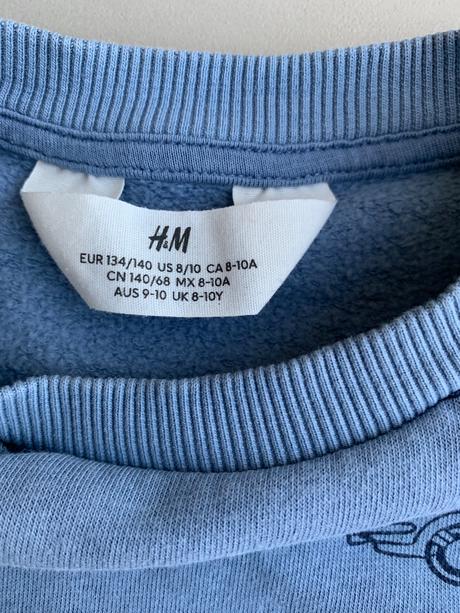 H&M
EUR 134/140 US 8/10 CA 8-10A
CN 140/68 MX 8-10A
AUS 9-10 UK 8-10Y